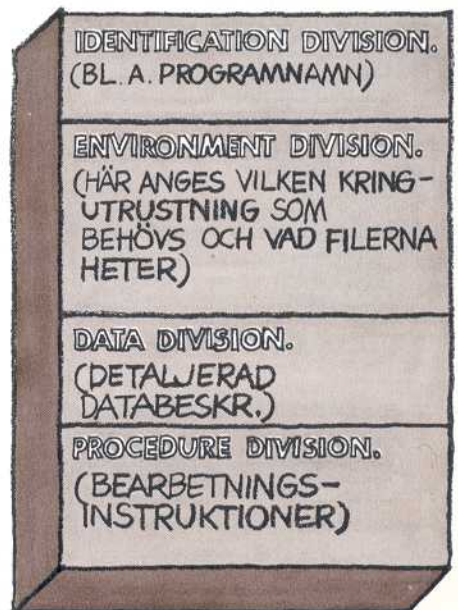 IDENTIFICATION DIVISION.
(BL. A. PROGRAMNAMN)
ENVIRONMENT DIVISION.
(HÄR ANGES VILKEN KRING-
UTRUSTNING SOM
BEHÖVS OCH VAD FILERNA
HETER)
DATA DIVISION.
(DETALJERAD
DATABESKR.)
PROCEDURE DIVISION.
(BEARBETNINGS-
INSTRUKTIONER)